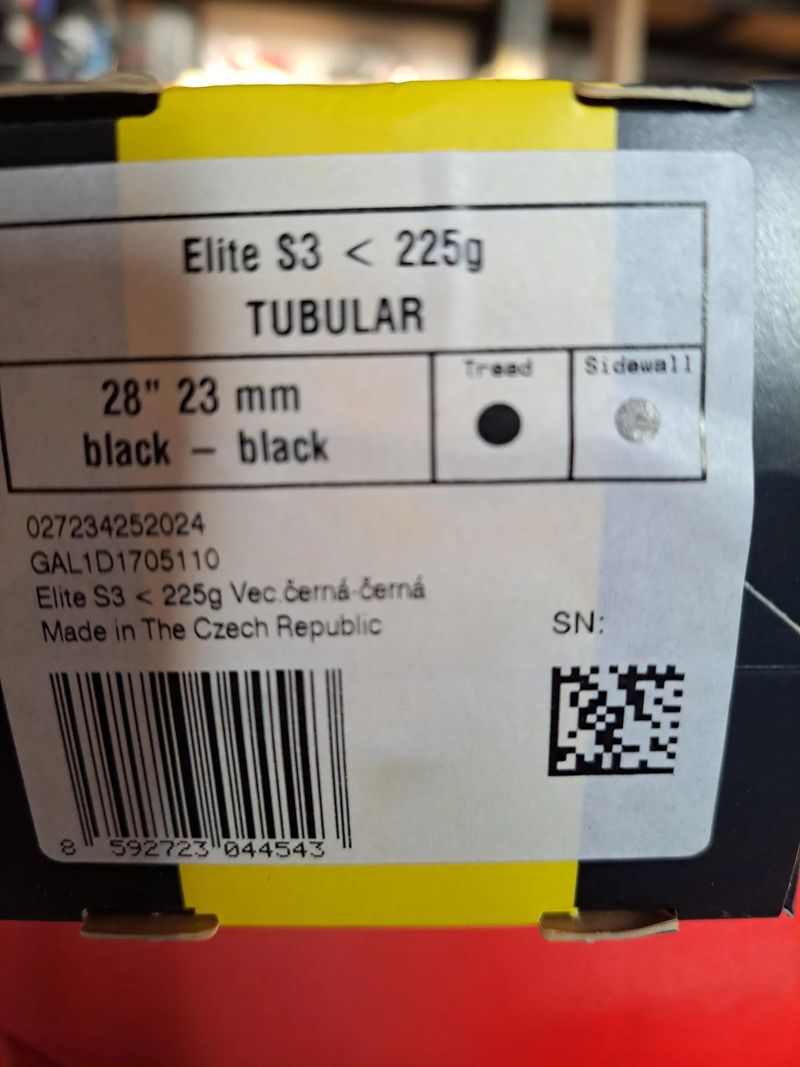 Elite S3 < 225g
TUBULAR
28" 23 mm
black – black
Tread
Sidewall
027234252024
GAL1D1705110
Elite S3 < 225g Vec.černá-černá
Made in The Czech Republic
SN:
8 592723 044543